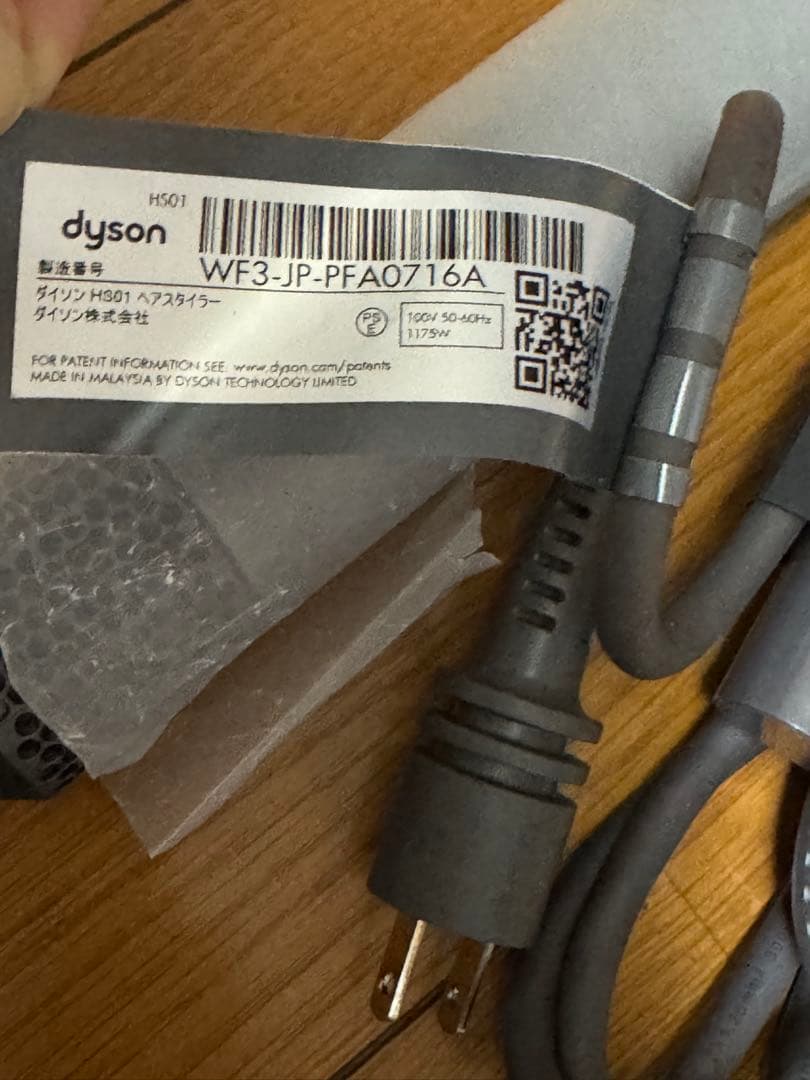 HS01
dyson
製造番号
WF3-JP-PFA0716A
ダイソン HS01 ヘアスタイラー
ダイソン株式会社
PS
E
100V 50-60Hz
1175W
FOR PATENT INFORMATION SEE: www.dyson.com/patents
MADE IN MALAYSIA BY DYSON TECHNOLOGY LIMITED